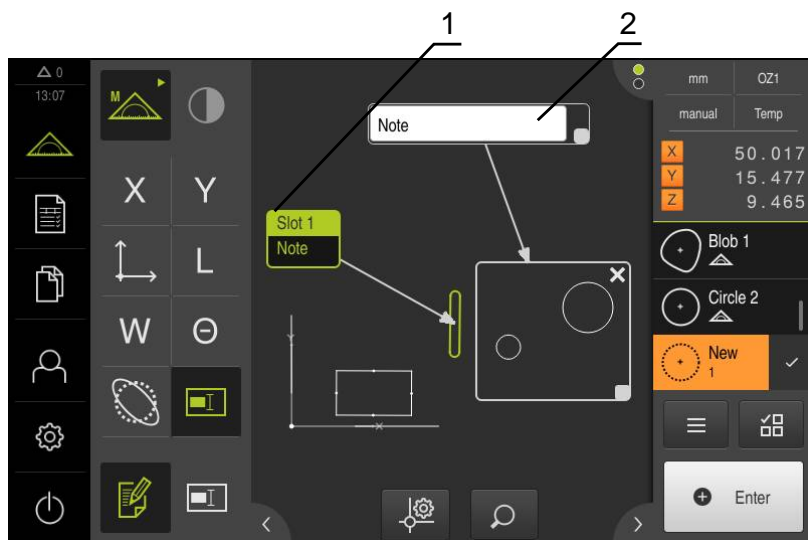 1
2
0
13:07
M
X
Y
L
W
Θ
Note
Slot 1
Note
Y
X
mm
OZ1
manual
Temp
X 50.017
Y 15.477
Z 9.465
Blob 1
Circle 2
New
1
Enter